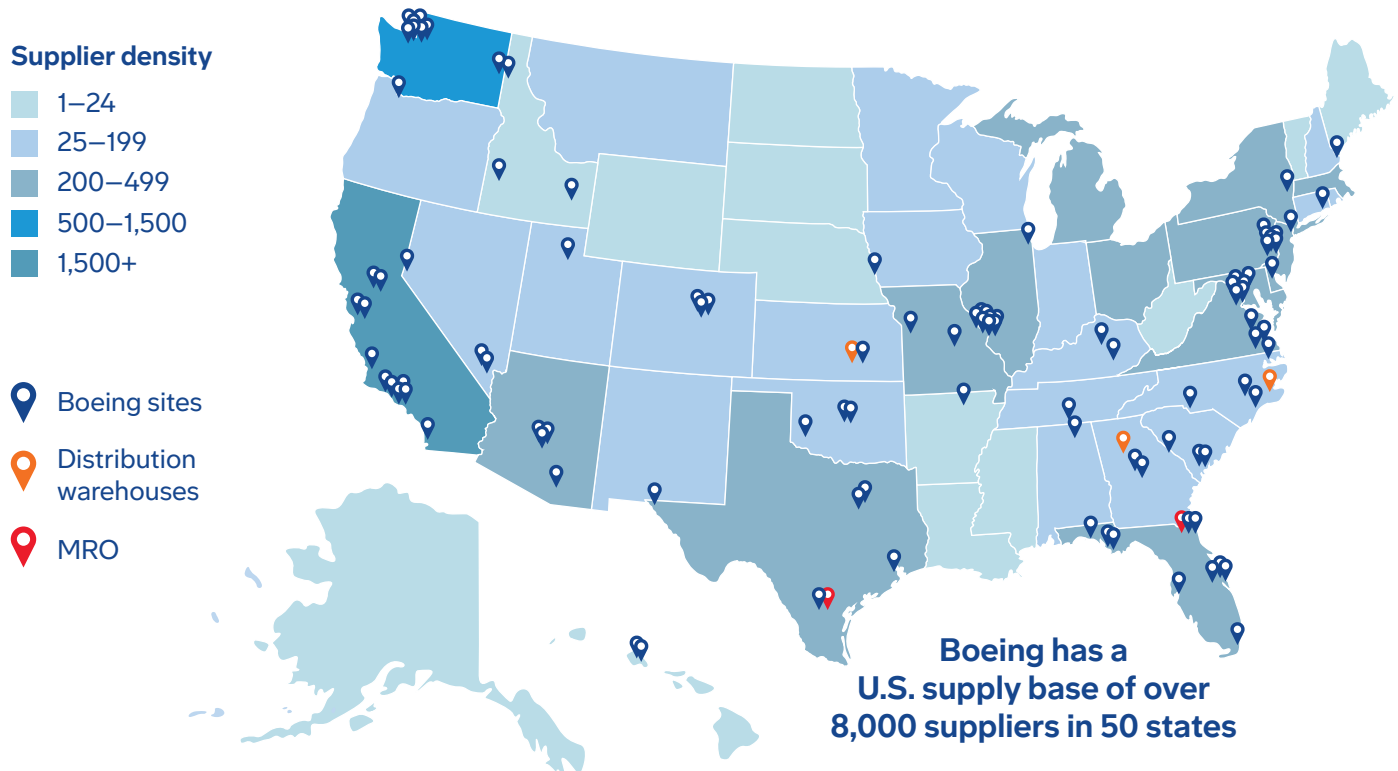 Supplier density
1–24
25–199
200–499
500–1,500
1,500+
Boeing sites
Distribution
warehouses
MRO
Boeing has a
U.S. supply base of over
8,000 suppliers in 50 states